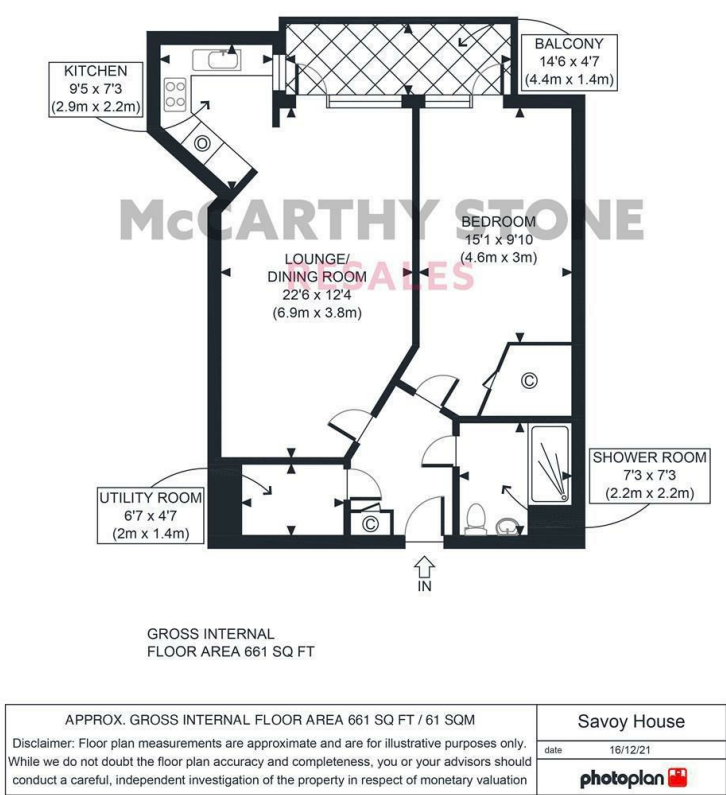 BALCONY
14'6 x 4'7
(4.4m x 1.4m)
KITCHEN
9'5 x 7'3
(2.9m x 2.2m)
O
McCARTHY STONE
RESALES
BEDROOM
15'1 x 9'10
(4.6m x 3m)
LOUNGE/
DINING ROOM
22'6 x 12'4
(6.9m x 3.8m)
C
SHOWER ROOM
7'3 x 7'3
(2.2m x 2.2m)
UTILITY ROOM
6'7 x 4'7
(2m x 1.4m)
C
IN
GROSS INTERNAL
FLOOR AREA 661 SQ FT
APPROX. GROSS INTERNAL FLOOR AREA 661 SQ FT / 61 SQM
Disclaimer: Floor plan measurements are approximate and are for illustrative purposes only.
While we do not doubt the floor plan accuracy and completeness, you or your advisors should
conduct a careful, independent investigation of the property in respect of monetary valuation
Savoy House
date 16/12/21
photoplan